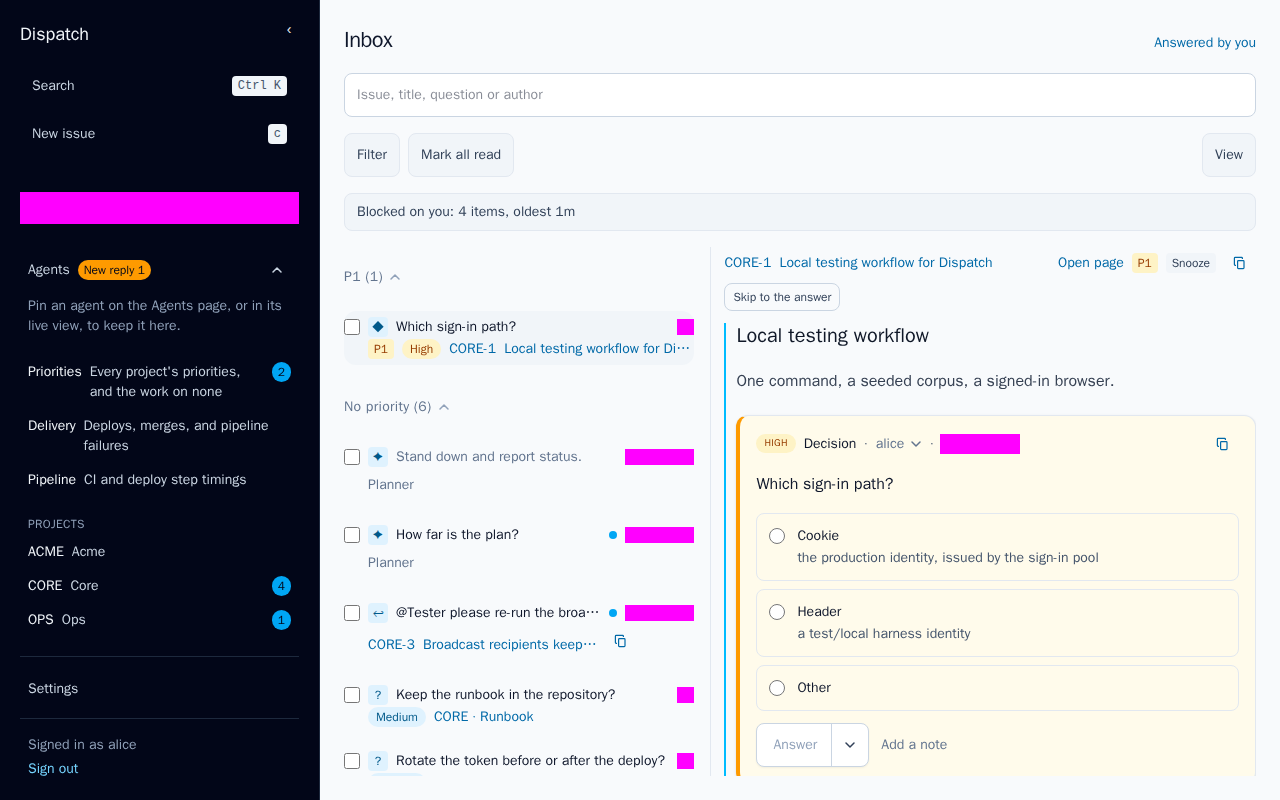 Dispatch
Search
Ctrl K
New issue
C
Agents
New reply 1
Pin an agent on the Agents page, or in its
live view, to keep it here.
Priorities
Every project's priorities,
and the work on none
2
Delivery
Deploys, merges, and pipeline
failures
Pipeline
CI and deploy step timings
PROJECTS
ACME Acme
CORE Core
4
OPS Ops
1
Settings
Signed in as alice
Sign out
Inbox
Answered by you
Issue, title, question or author
Filter
Mark all read
View
Blocked on you: 4 items, oldest 1m
P1 (1)
Which sign-in path?
P1
High
CORE-1 Local testing workflow for Di…
No priority (6)
Stand down and report status.
Planner
How far is the plan?
Planner
@Tester please re-run the broa…
CORE-3 Broadcast recipients keep…
Keep the runbook in the repository?
Medium
CORE · Runbook
Rotate the token before or after the deploy?
CORE-1 Local testing workflow for Dispatch
Open page
P1
Snooze
Skip to the answer
Local testing workflow
One command, a seeded corpus, a signed-in browser.
HIGH
Decision · alice ·
Which sign-in path?
Cookie
the production identity, issued by the sign-in pool
Header
a test/local harness identity
Other
Answer
Add a note